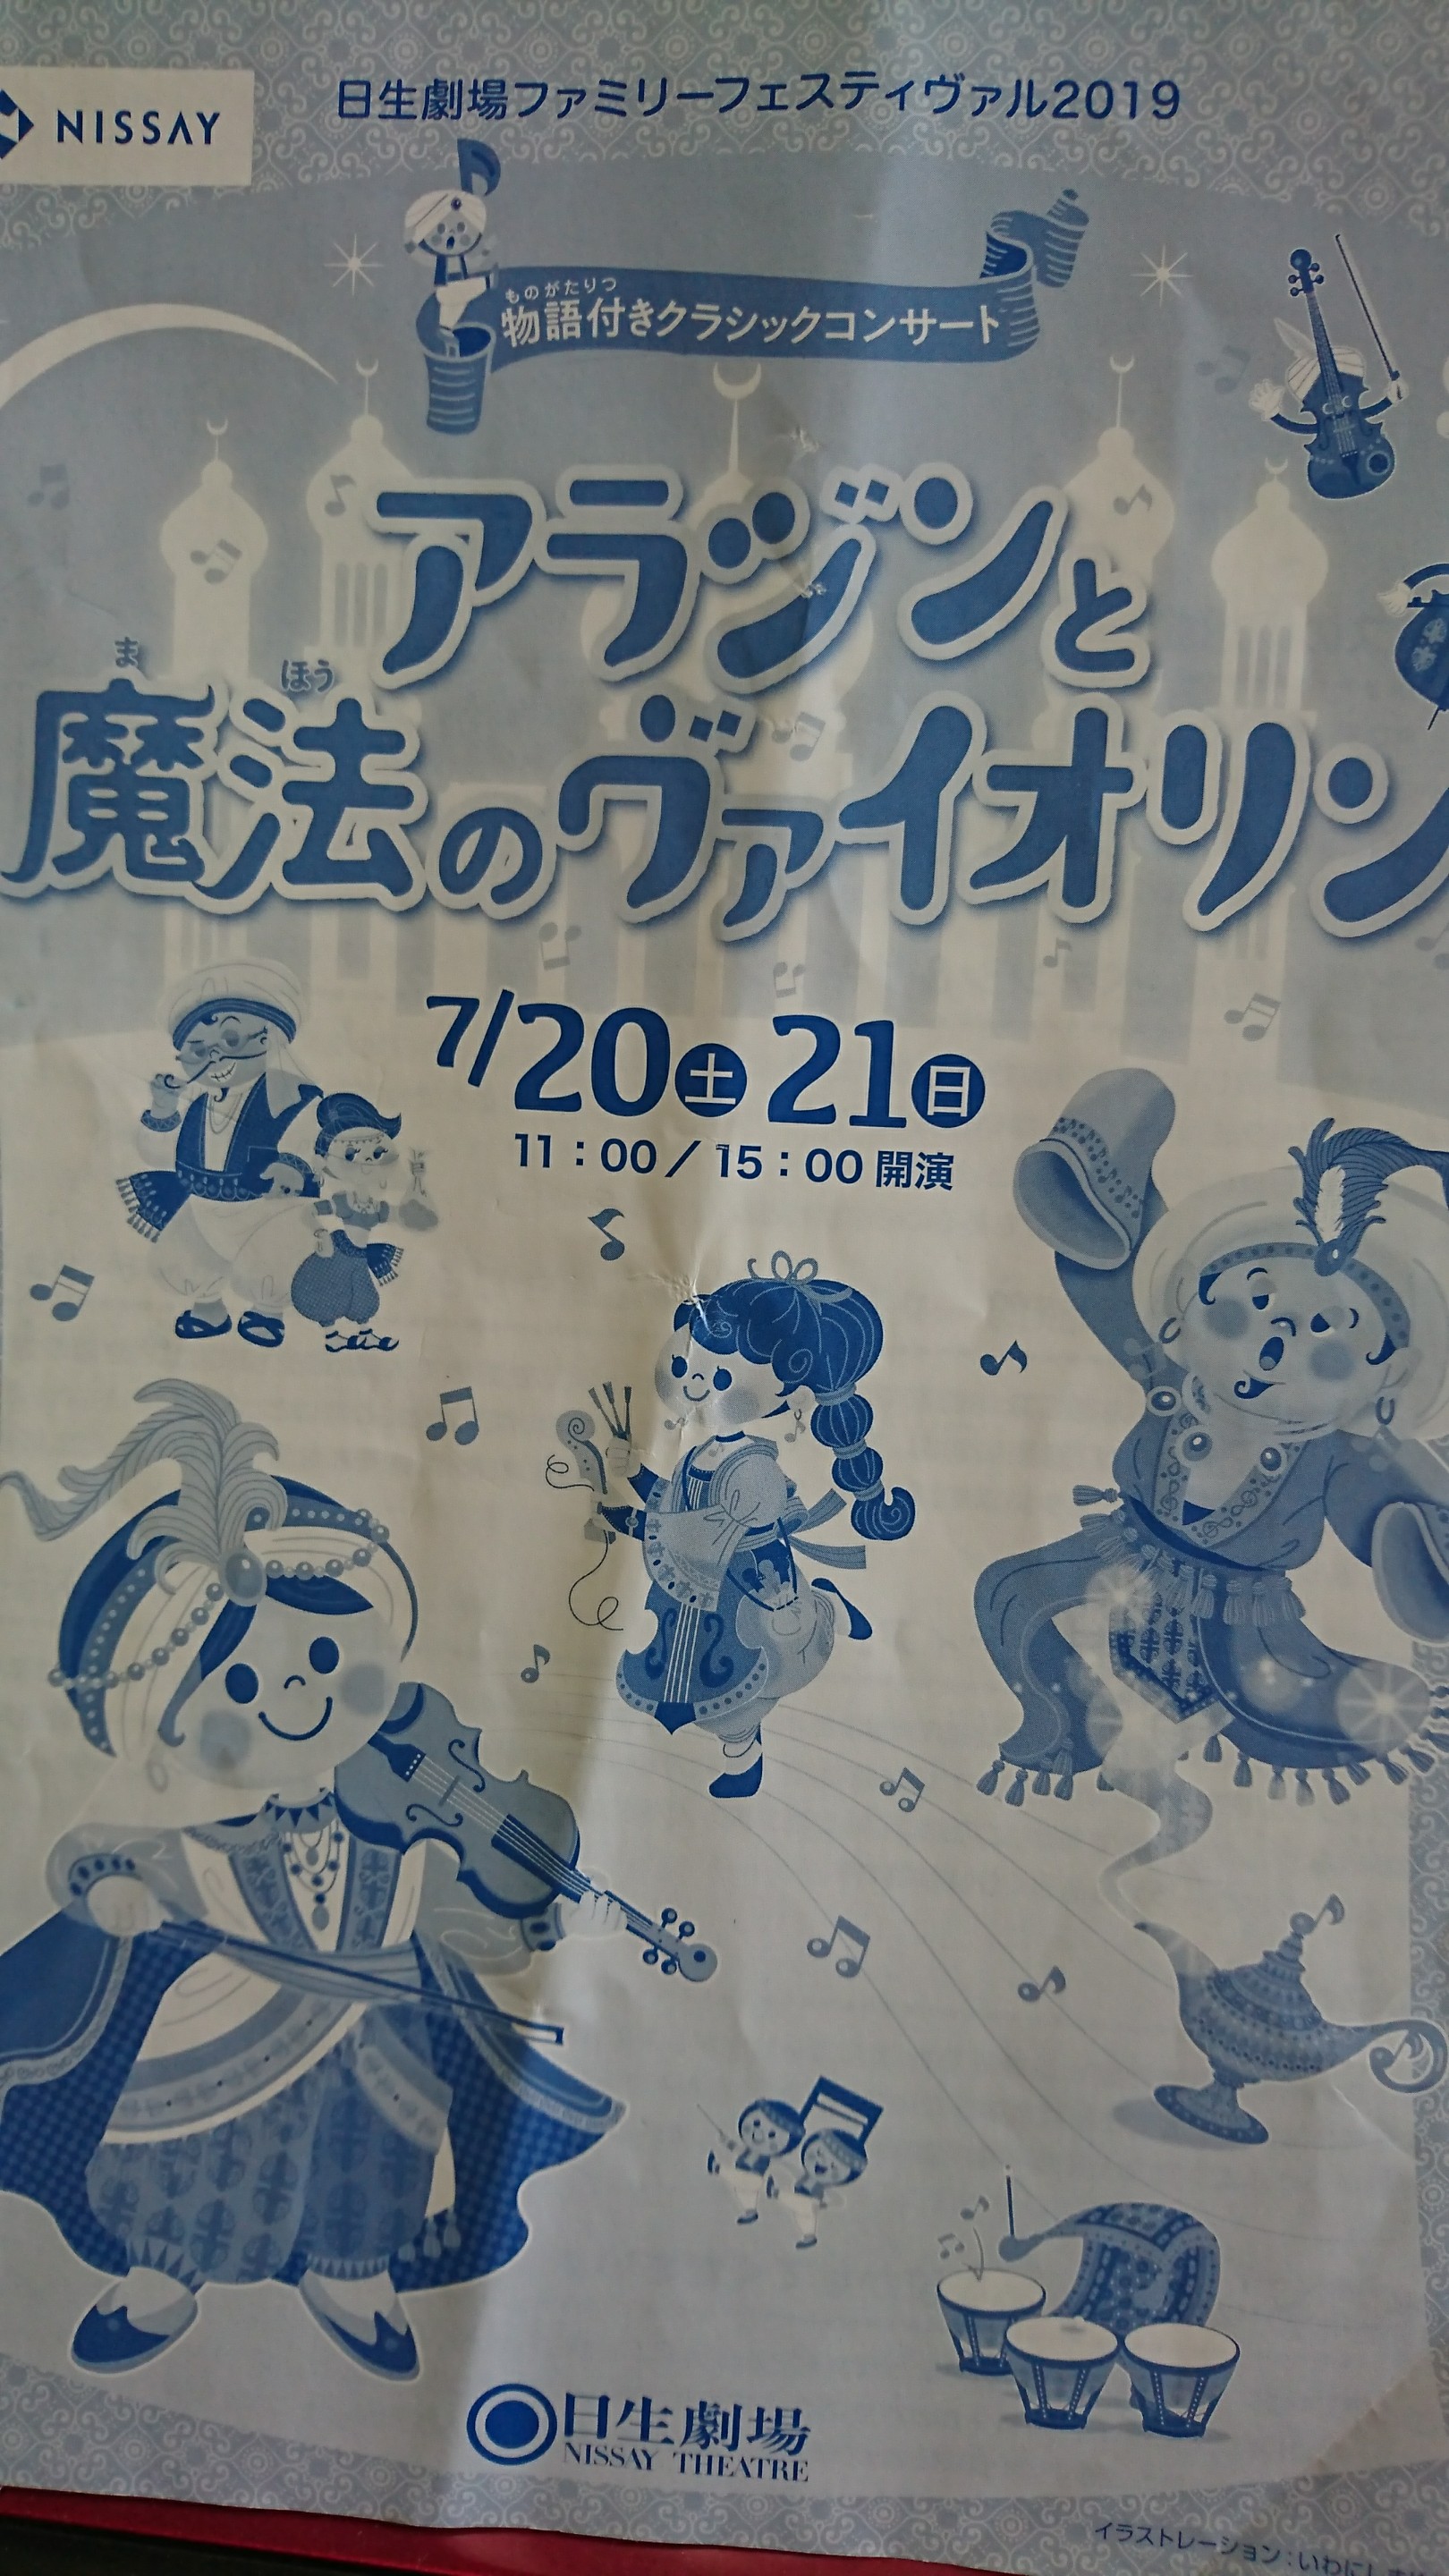 NISSAY
日生劇場ファミリーフェスティヴァル2019
ものがたりつ
物語付きクラシックコンサート
アラジンと
ま ほう
魔法のヴァイオリン
7/20土 21日
11：00／15：00 開演
日生劇場
NISSAY THEATRE
イラストレーション：いわに